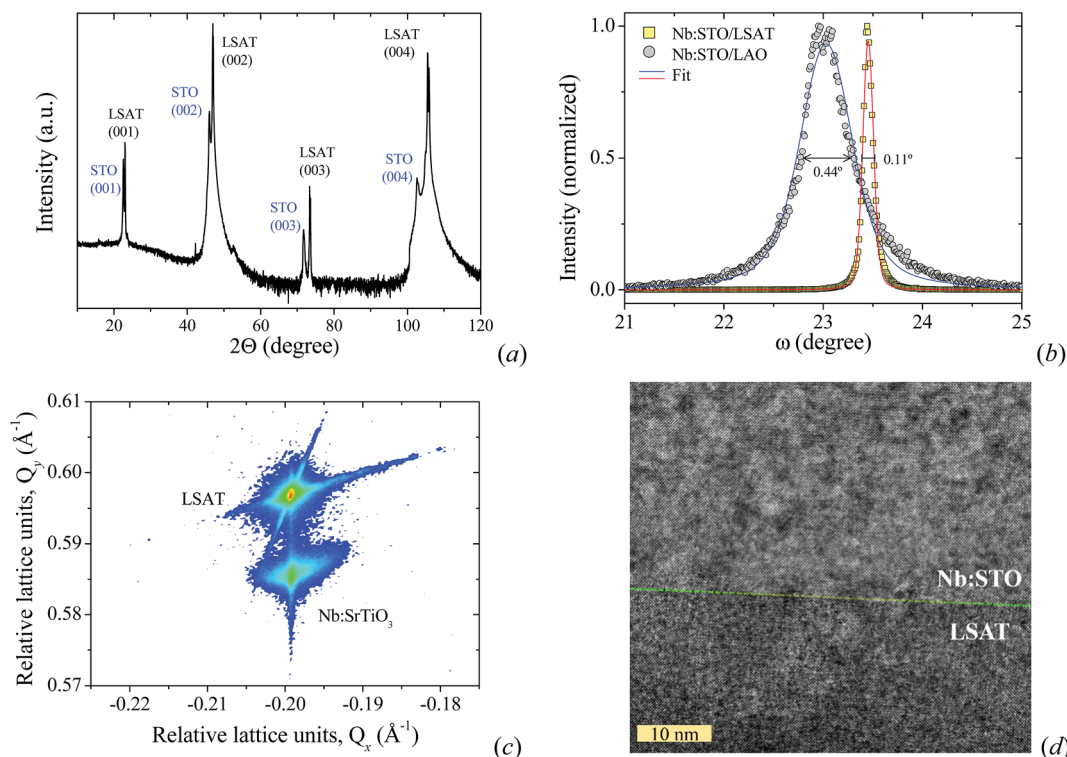 LSAT
(004)
LSAT
(002)
STO
(002)
LSAT
(001)
STO
(001)
LSAT
(003)
STO
(003)
STO
(004)
Intensity (a.u.)
20 40 60 80 100 120
2Θ (degree)
(a)
Nb:STO/LSAT
Nb:STO/LAO
Fit
1.0
0.5
0.0
0.44º
0.11º
Intensity (normalized)
21 22 23 24 25
ω (degree)
(b)
0.61
0.60
0.59
0.58
0.57
LSAT
Nb:SrTiO3
Relative lattice units, Qy (Å-1)
-0.22 -0.21 -0.20 -0.19 -0.18
Relative lattice units, Qx (Å-1)
(c)
Nb:STO
LSAT
10 nm
(d)